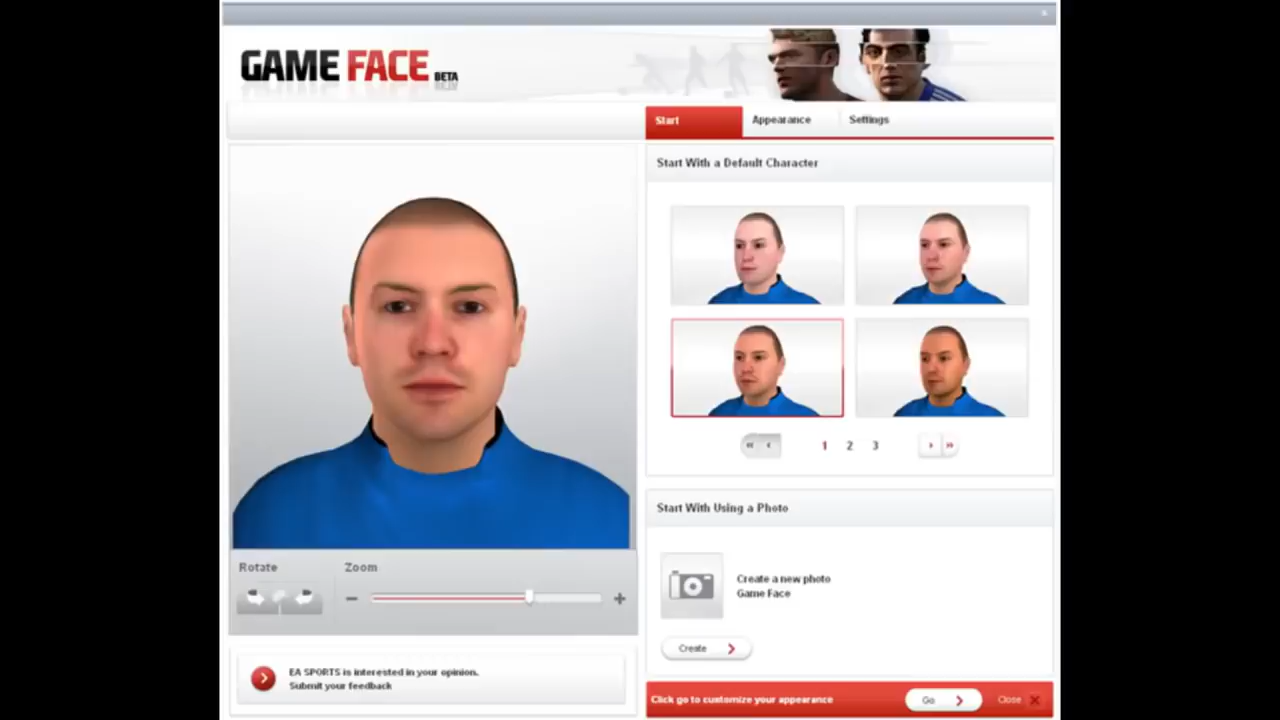 GAME FACE BETA
Start
Appearance
Settings
Start With a Default Character
« ‹ 1 2 3 › »
Rotate
Zoom
EA SPORTS is interested in your opinion.
Submit your feedback
Start With Using a Photo
Create a new photo
Game Face
Create
Click go to customize your appearance
Go
Close